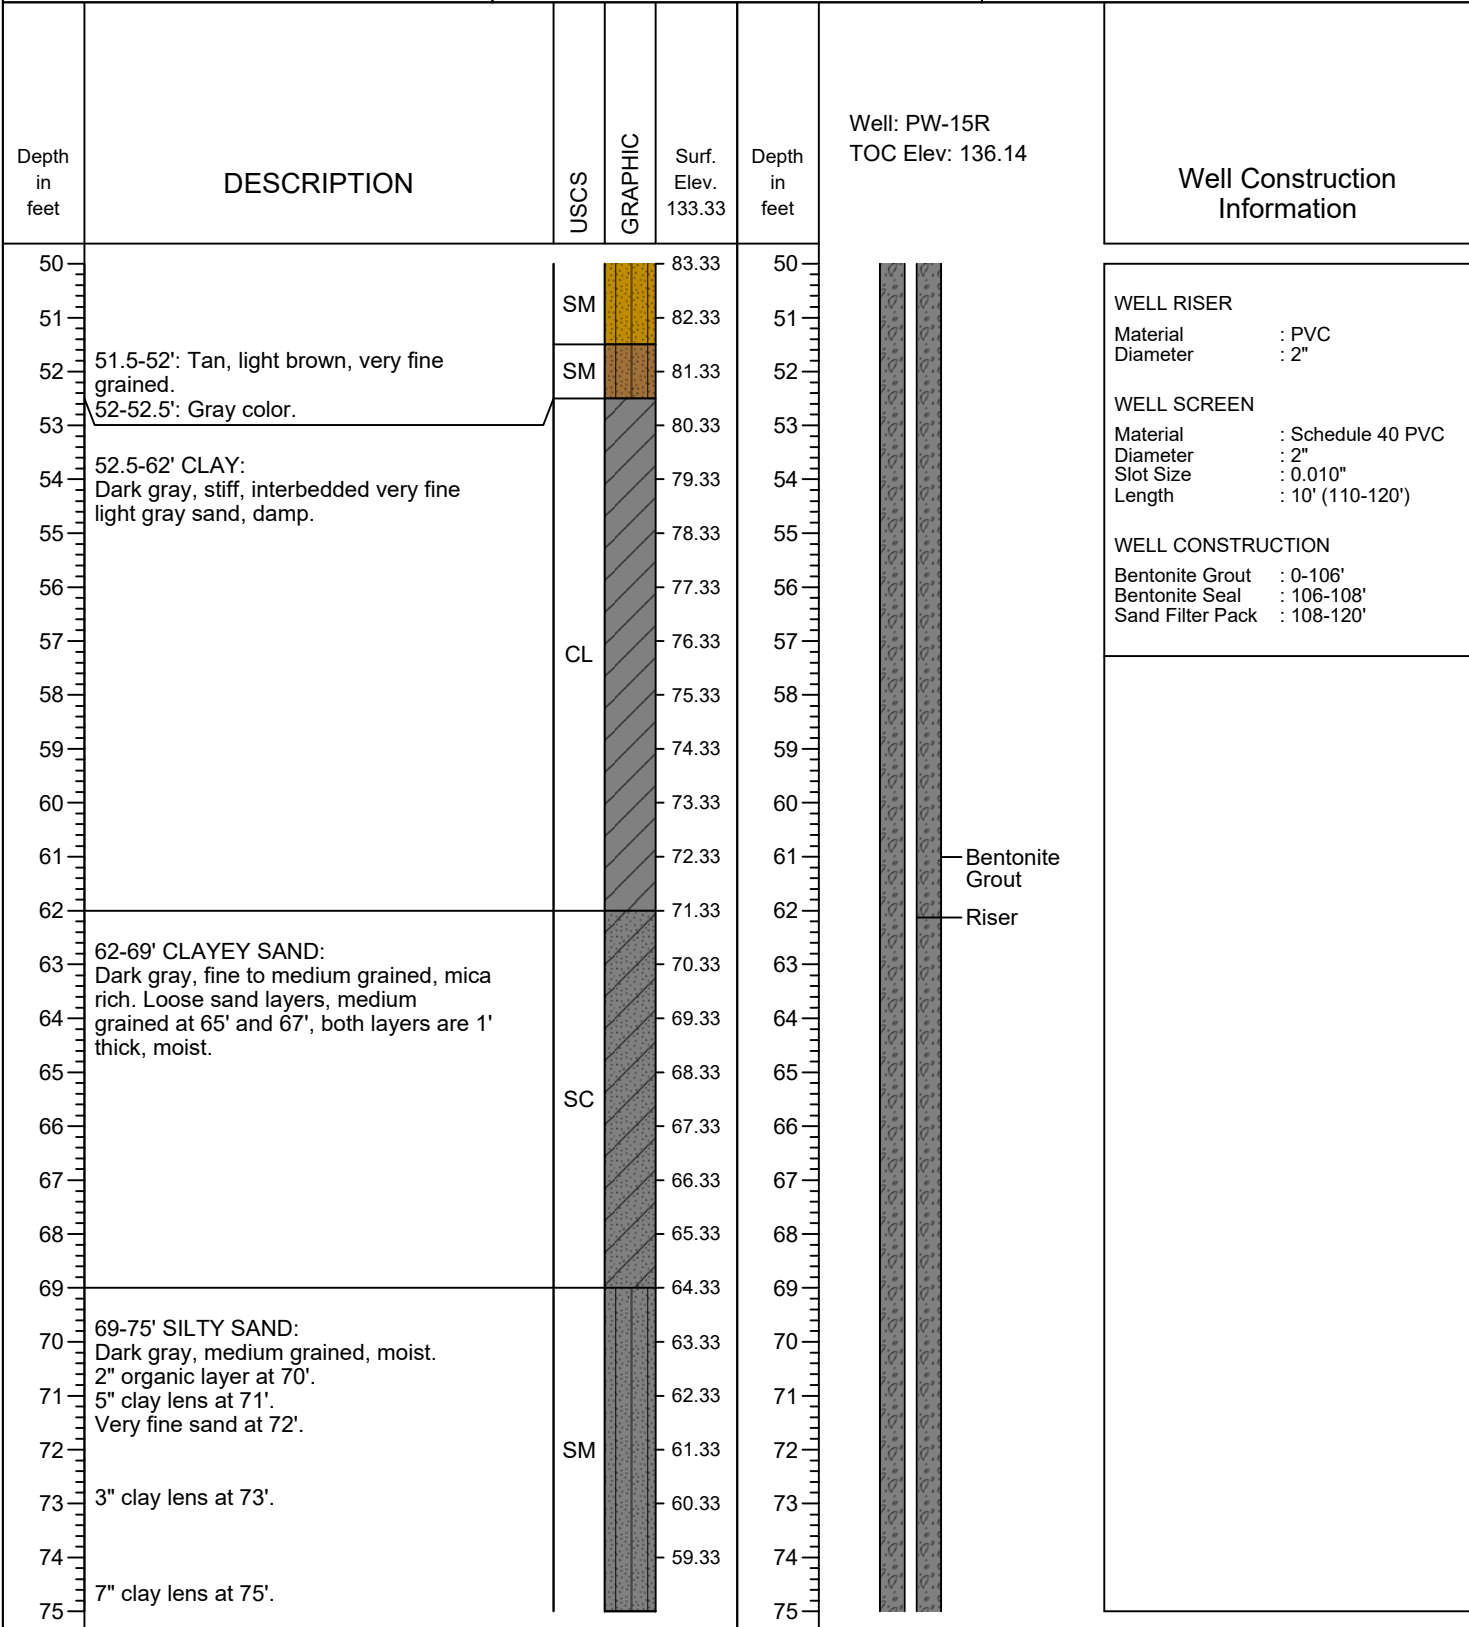 Depth
in
feet
DESCRIPTION
USCS
GRAPHIC
Surf.
Elev.
133.33
Depth
in
feet
Well: PW-15R
TOC Elev: 136.14
Well Construction
Information
50
51
52
53
54
55
56
57
58
59
60
61
62
63
64
65
66
67
68
69
70
71
72
73
74
75
51.5-52': Tan, light brown, very fine
grained.
52-52.5': Gray color.
52.5-62' CLAY:
Dark gray, stiff, interbedded very fine
light gray sand, damp.
62-69' CLAYEY SAND:
Dark gray, fine to medium grained, mica
rich. Loose sand layers, medium
grained at 65' and 67', both layers are 1'
thick, moist.
69-75' SILTY SAND:
Dark gray, medium grained, moist.
2" organic layer at 70'.
5" clay lens at 71'.
Very fine sand at 72'.
3" clay lens at 73'.
7" clay lens at 75'.
SM
SM
CL
SC
SM
83.33
82.33
81.33
80.33
79.33
78.33
77.33
76.33
75.33
74.33
73.33
72.33
71.33
70.33
69.33
68.33
67.33
66.33
65.33
64.33
63.33
62.33
61.33
60.33
59.33
50
51
52
53
54
55
56
57
58
59
60
61
62
63
64
65
66
67
68
69
70
71
72
73
74
75
Bentonite
Grout
Riser
WELL RISER
Material : PVC
Diameter : 2"
WELL SCREEN
Material : Schedule 40 PVC
Diameter : 2"
Slot Size : 0.010"
Length : 10' (110-120')
WELL CONSTRUCTION
Bentonite Grout : 0-106'
Bentonite Seal : 106-108'
Sand Filter Pack : 108-120'